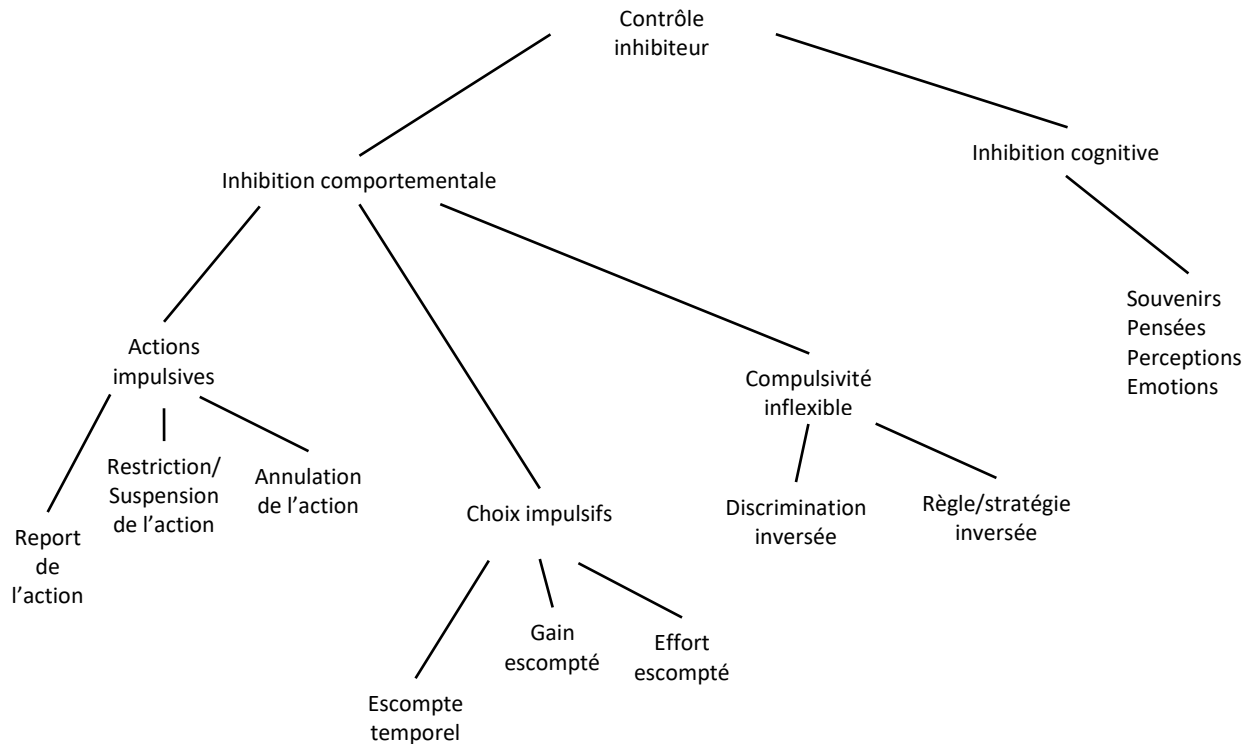 Contrôle
inhibiteur
Inhibition cognitive
Inhibition comportementale
Souvenirs
Pensées
Perceptions
Emotions
Actions
impulsives
Compulsivité
inflexible
Restriction/
Suspension
de l’action
Annulation
de l’action
Report
de
l’action
Choix impulsifs
Discrimination
inversée
Règle/stratégie
inversée
Gain
escompté
Effort
escompté
Escompte
temporel